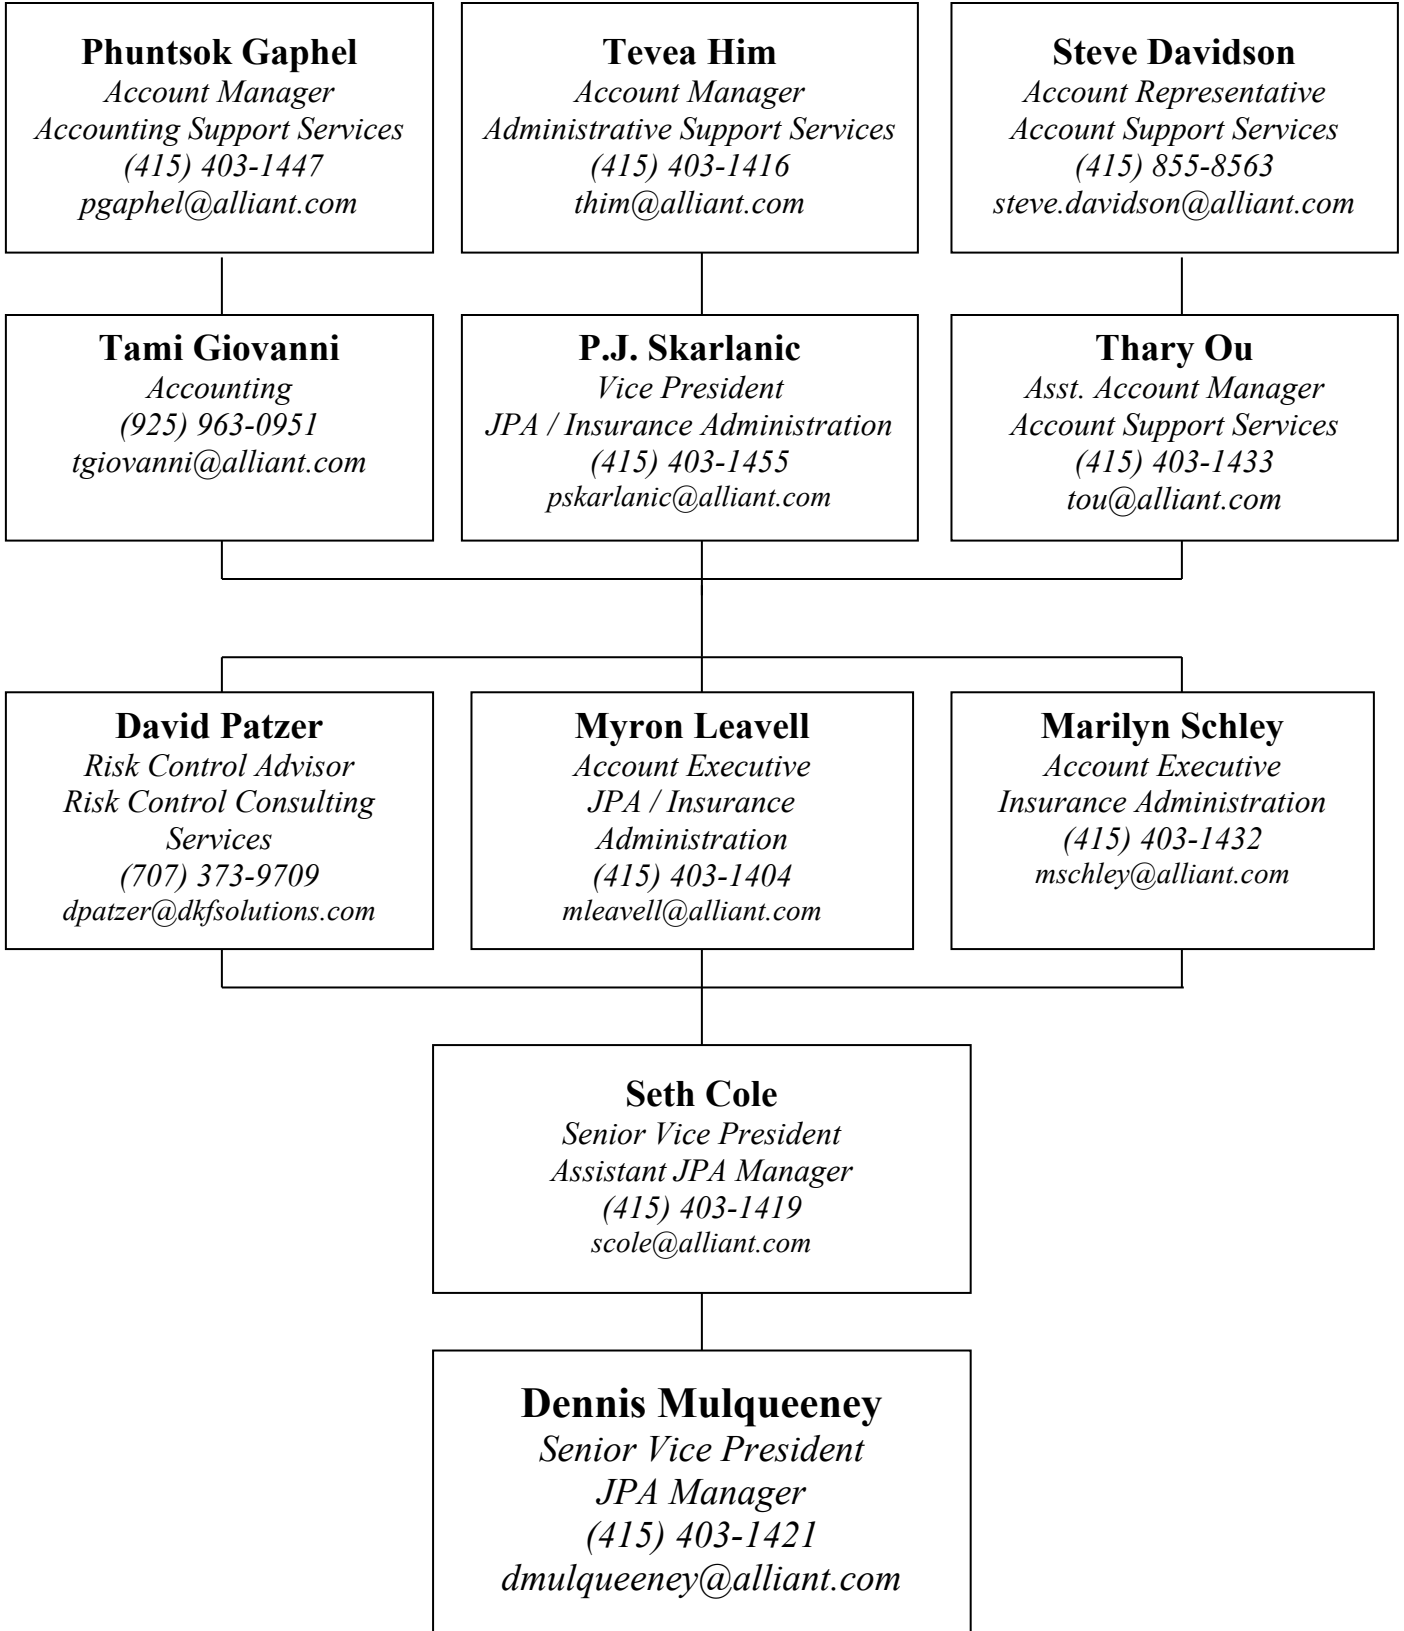 Phuntsok Gaphel
Account Manager
Accounting Support Services
(415) 403-1447
pgaphel@alliant.com
Tevea Him
Account Manager
Administrative Support Services
(415) 403-1416
thim@alliant.com
Steve Davidson
Account Representative
Account Support Services
(415) 855-8563
steve.davidson@alliant.com
Tami Giovanni
Accounting
(925) 963-0951
tgiovanni@alliant.com
P.J. Skarlanic
Vice President
JPA / Insurance Administration
(415) 403-1455
pskarlanic@alliant.com
Thary Ou
Asst. Account Manager
Account Support Services
(415) 403-1433
tou@alliant.com
David Patzer
Risk Control Advisor
Risk Control Consulting
Services
(707) 373-9709
dpatzer@dkfsolutions.com
Myron Leavell
Account Executive
JPA / Insurance
Administration
(415) 403-1404
mleavell@alliant.com
Marilyn Schley
Account Executive
Insurance Administration
(415) 403-1432
mschley@alliant.com
Seth Cole
Senior Vice President
Assistant JPA Manager
(415) 403-1419
scole@alliant.com
Dennis Mulqueeney
Senior Vice President
JPA Manager
(415) 403-1421
dmulqueeney@alliant.com